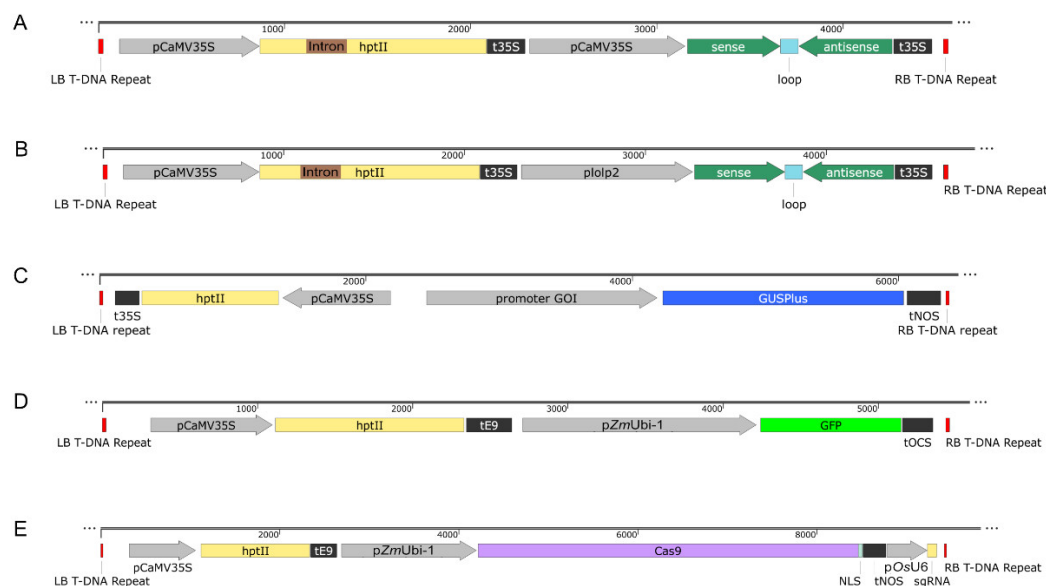 A
... ...
1000 2000 3000 4000
pCaMV35S Intron hptII t35S pCaMV35S sense antisense t35S
LB T-DNA Repeat loop RB T-DNA Repeat
B
... ...
1000 2000 3000 4000
pCaMV35S Intron hptII t35S plolp2 sense antisense t35S
LB T-DNA Repeat loop RB T-DNA Repeat
C
... ...
2000 4000 6000
hptII pCaMV35S promoter GOI GUSPlus
t35S tNOS
LB T-DNA repeat RB T-DNA repeat
D
... ...
1000 2000 3000 4000 5000
pCaMV35S hptII tE9 pZmUbi-1 GFP
tOCS
LB T-DNA Repeat RB T-DNA Repeat
E
... ...
2000 4000 6000 8000
hptII tE9 pZmUbi-1 Cas9
pCaMV35S pOsU6
LB T-DNA Repeat NLS tNOS sgRNA RB T-DNA Repeat